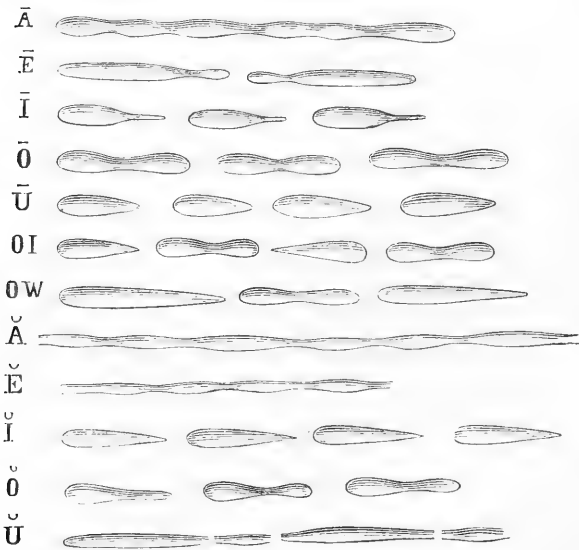 Ā
Ē
Ī
Ō
Ū
OI
OW
Ă
Ĕ
Ĭ
Ŏ
Ŭ